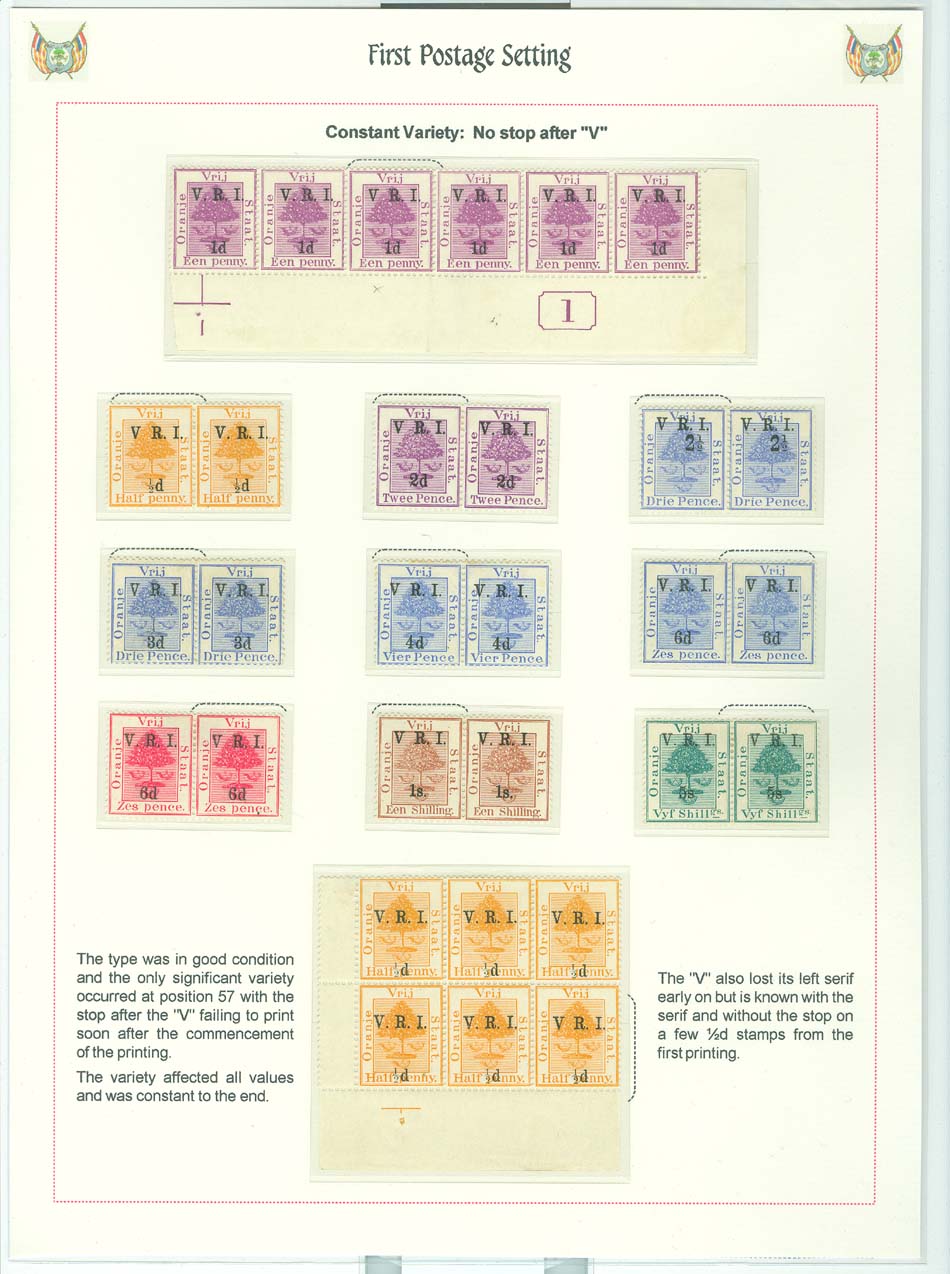 First Postage Setting
Constant Variety: No stop after "V"
Vrij Vrij Vrij Vrij Vrij Vrij
V. R. I. V. R. I. V R. I. V. R. I. V. R. I. V. R. I.
Oranje Staat. Oranje Staat. Oranje Staat. Oranje Staat. Oranje Staat. Oranje Staat.
1d 1d 1d 1d 1d 1d
Een penny. Een penny. Een penny. Een penny. Een penny. Een penny.
1
Vrij Vrij
V R. I. V. R. I.
Oranje Staat. Oranje Staat.
½d ½d
Half penny. Half penny.
Vrij Vrij
V R. I. V. R. I.
Oranje Staat. Oranje Staat.
2d 2d
Twee Pence. Twee Pence.
Vrij Vrij
V R. I. V. R. I.
2½ 2½
Oranje Staat. Oranje Staat.
Drie Pence. Drie Pence.
Vrij Vrij
V R. I. V. R. I.
Oranje Staat. Oranje Staat.
3d 3d
Drie Pence. Drie Pence.
Vrij Vrij
V R. I. V. R. I.
Oranje Staat. Oranje Staat.
4d 4d
Vier Pence Vier Pence
Vrij Vrij
V. R. I. V R. I.
Oranje Staat. Oranje Staat.
6d 6d
Zes pence. Zes pence.
Vrij Vrij
V. R. I. V R. I.
Oranje Staat. Oranje Staat.
6d 6d
Zes pence. Zes pence.
Vrij Vrij
V R. I. V. R. I.
Oranje Staat. Oranje Staat.
1s. 1s.
Een Shilling. Een Shilling.
Vrij Vrij
V. R. I. V R. I.
Oranje Staat. Oranje Staat.
5s 5s
Vyf Shillgs. Vyf Shillgs.
Vrij Vrij Vrij
V. R. I. V. R. I. V. R. I.
Oranje Staat. Oranje Staat. Oranje Staat.
½d ½d ½d
Half penny. Half penny. Half penny.
Vrij Vrij Vrij
V. R. I. V. R. I. V R. I.
Oranje Staat. Oranje Staat. Oranje Staat.
½d ½d ½d
Half penny. Half penny. Half penny.
The type was in good condition
and the only significant variety
occurred at position 57 with the
stop after the "V" failing to print
soon after the commencement
of the printing.
The variety affected all values
and was constant to the end.
The "V" also lost its left serif
early on but is known with the
serif and without the stop on
a few ½d stamps from the
first printing.